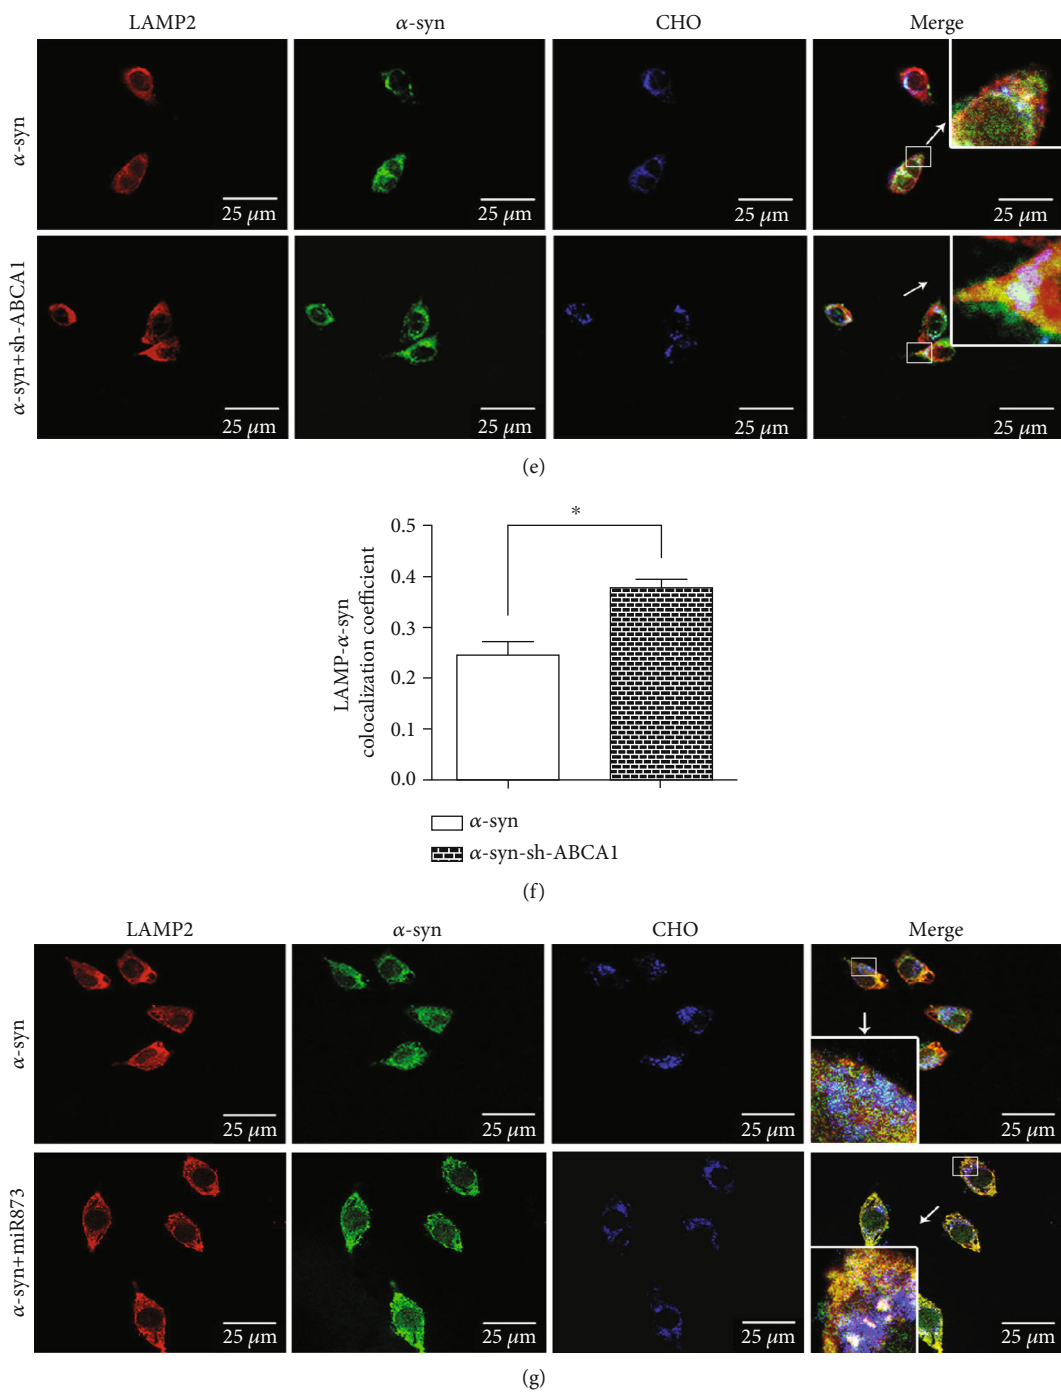 LAMP2 α-syn CHO Merge
α-syn
25 μm 25 μm 25 μm 25 μm
α-syn+sh-ABCA1
25 μm 25 μm 25 μm 25 μm
(e)
LAMP-α-syn
colocalization coefficient
0.5
0.4
0.3
0.2
0.1
0.0
*
α-syn
α-syn-sh-ABCA1
(f)
LAMP2 α-syn CHO Merge
α-syn
25 μm 25 μm 25 μm 25 μm
α-syn+miR873
25 μm 25 μm 25 μm 25 μm
(g)